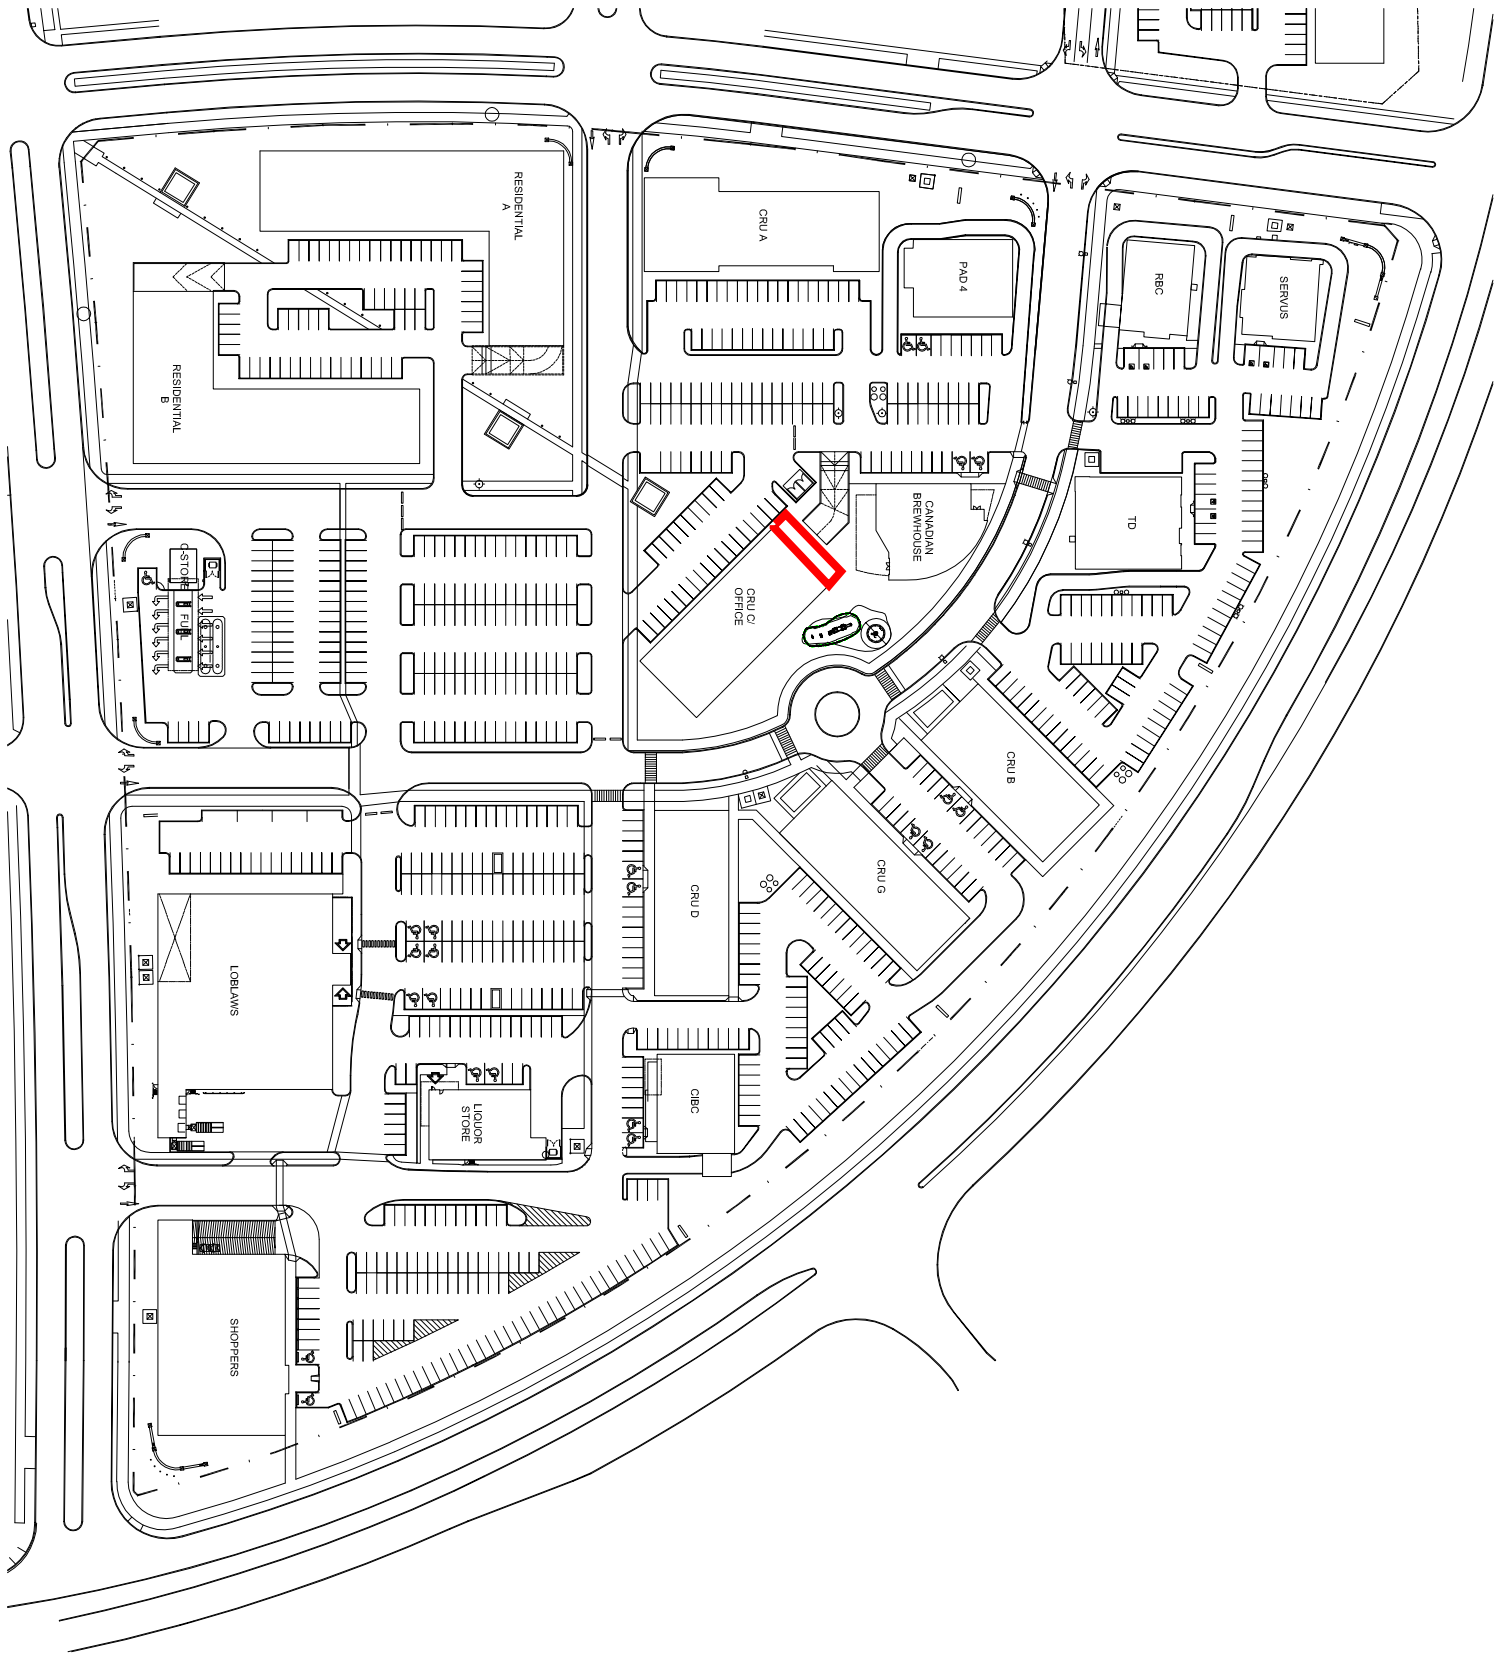 RESIDENTIAL
A
CRU A
PAD 4
RBC
SERVUS
RESIDENTIAL
B
CANADIAN
BREWHOUSE
TD
C-STORE
FUEL
CRU C/
OFFICE
CRU B
CRU G
CRU D
LOBLAWS
LIQUOR
STORE
CIBC
SHOPPERS